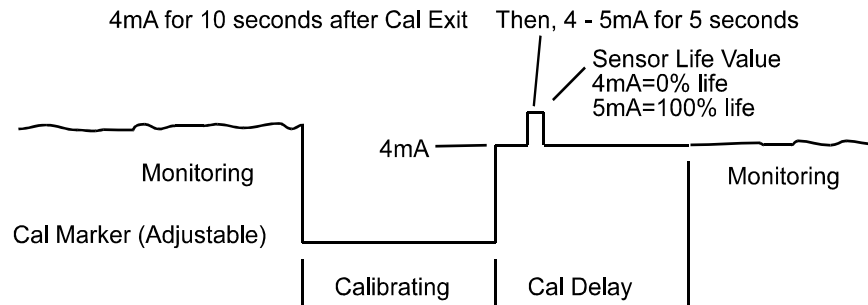 4mA for 10 seconds after Cal Exit
Then, 4 - 5mA for 5 seconds
Sensor Life Value
4mA=0% life
5mA=100% life
4mA
Monitoring
Monitoring
Cal Marker (Adjustable)
Calibrating
Cal Delay